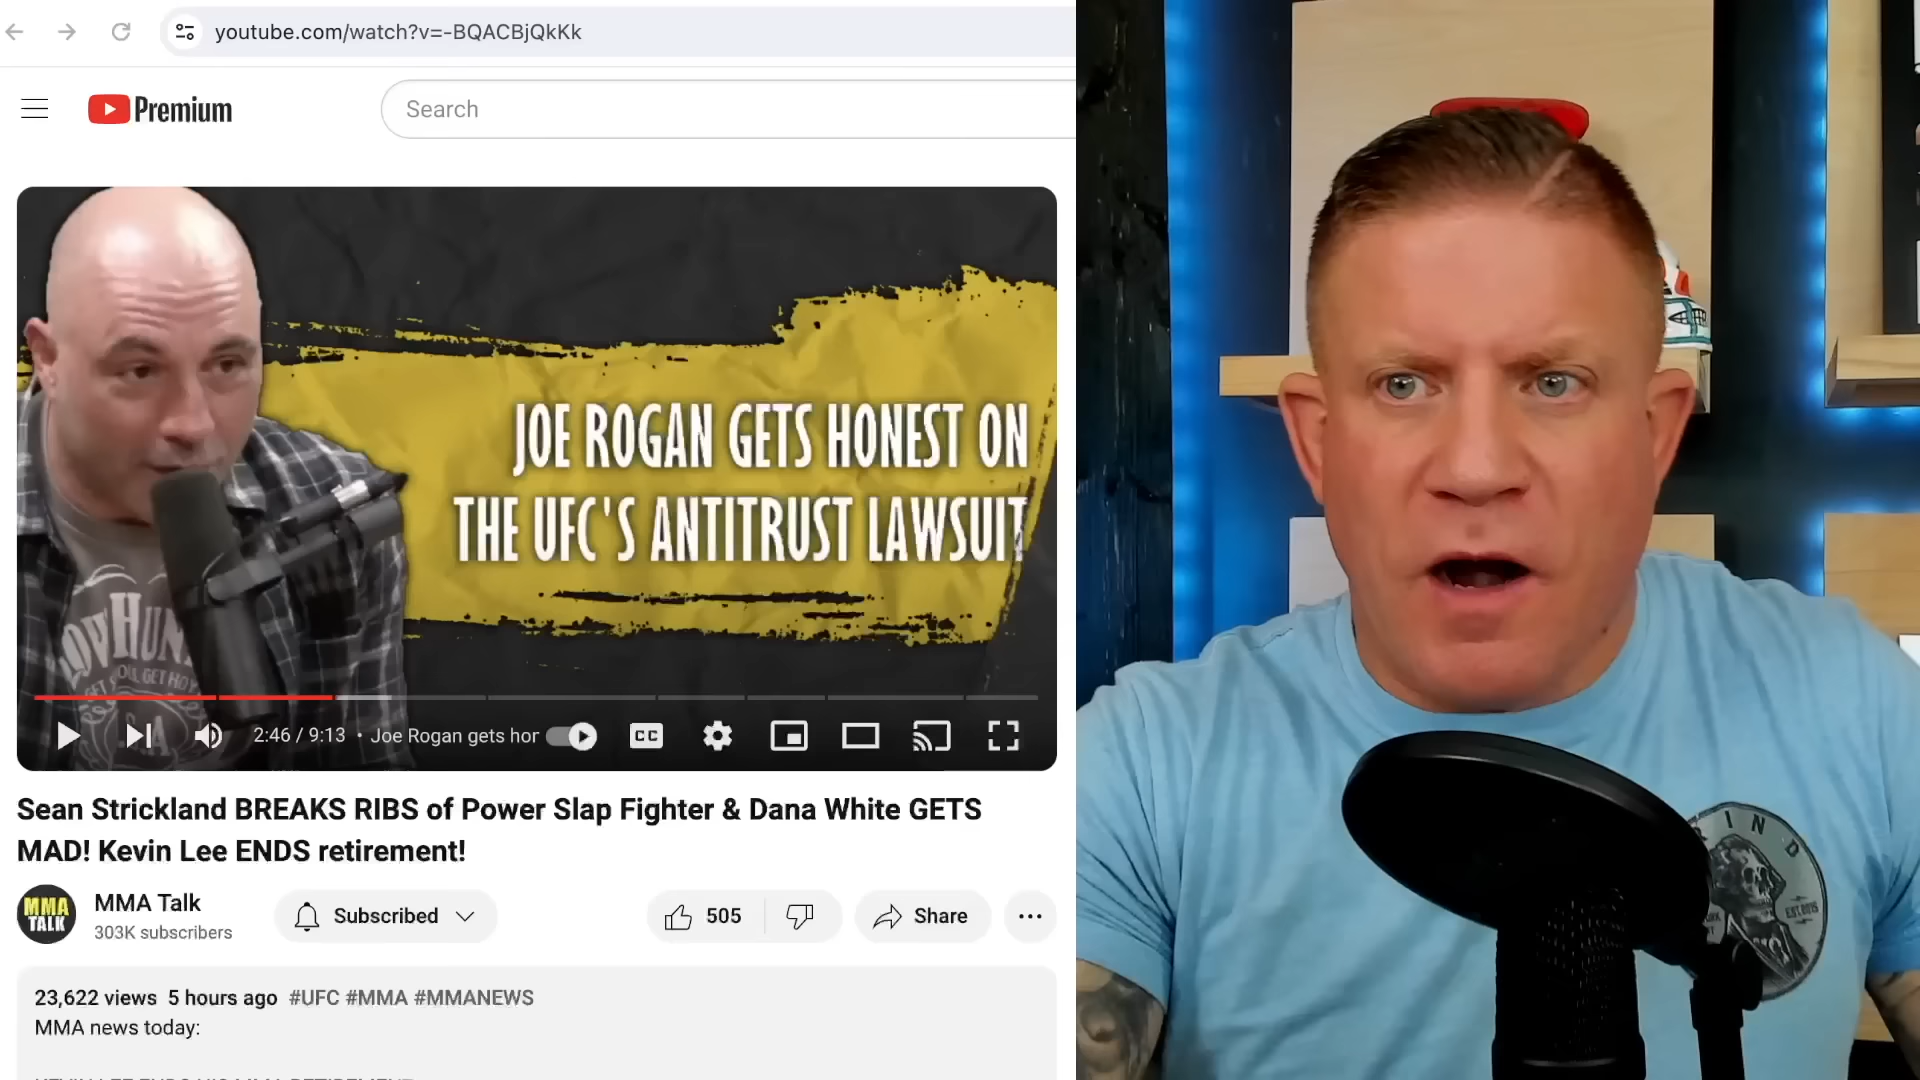 youtube.com/watch?v=-BQACBjQkKk
Premium
Search
JOE ROGAN GETS HONEST ON
THE UFC'S ANTITRUST LAWSUIT
2:46 / 9:13 • Joe Rogan gets hor
CC
Sean Strickland BREAKS RIBS of Power Slap Fighter & Dana White GETS
MAD! Kevin Lee ENDS retirement!
MMA
TALK
MMA Talk
303K subscribers
Subscribed
505
Share
23,622 views 5 hours ago #UFC #MMA #MMANEWS
MMA news today:
IND
EST.